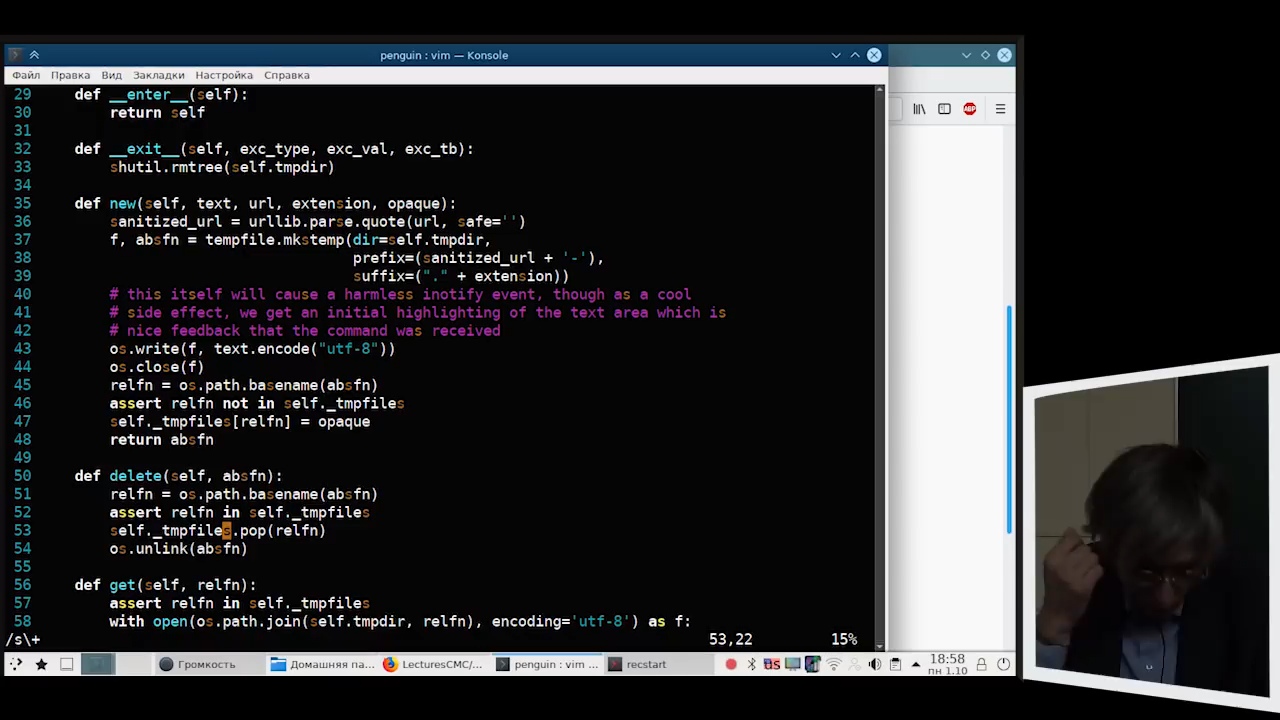 penguin : vim — Konsole
Файл Правка Вид Закладки Настройка Справка
ABP
29 def __enter__(self):
30 return self
31
32 def __exit__(self, exc_type, exc_val, exc_tb):
33 shutil.rmtree(self.tmpdir)
34
35 def new(self, text, url, extension, opaque):
36 sanitized_url = urllib.parse.quote(url, safe='')
37 f, absfn = tempfile.mkstemp(dir=self.tmpdir,
38 prefix=(sanitized_url + '-'),
39 suffix=("." + extension))
40 # this itself will cause a harmless inotify event, though as a cool
41 # side effect, we get an initial highlighting of the text area which is
42 # nice feedback that the command was received
43 os.write(f, text.encode("utf-8"))
44 os.close(f)
45 relfn = os.path.basename(absfn)
46 assert relfn not in self._tmpfiles
47 self._tmpfiles[relfn] = opaque
48 return absfn
49
50 def delete(self, absfn):
51 relfn = os.path.basename(absfn)
52 assert relfn in self._tmpfiles
53 self._tmpfiles.pop(relfn)
54 os.unlink(absfn)
55
56 def get(self, relfn):
57 assert relfn in self._tmpfiles
58 with open(os.path.join(self.tmpdir, relfn), encoding='utf-8') as f:
/s\+ 53,22 15%
Громкость Домашняя па... LecturesCMC/... penguin : vim ... recstart US 18:58
пн 1.10